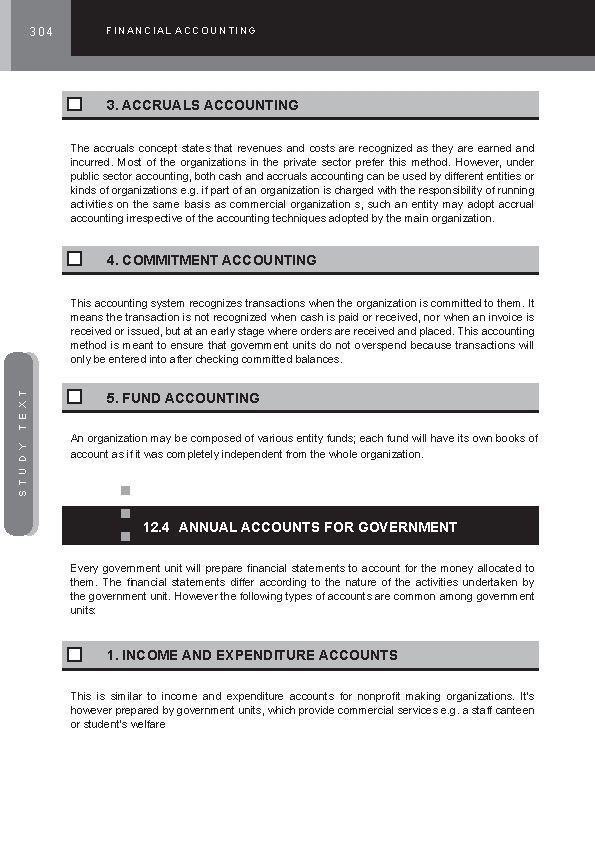 304
FINANCIAL ACCOUNTING
3. ACCRUALS ACCOUNTING
The accruals concept states that revenues and costs are recognized as they are earned and
incurred. Most of the organizations in the private sector prefer this method. However, under
public sector accounting, both cash and accruals accounting can be used by different entities or
kinds of organizations e.g. if part of an organization is charged with the responsibility of running
activities on the same basis as commercial organization s, such an entity may adopt accrual
accounting irrespective of the accounting techniques adopted by the main organization.
4. COMMITMENT ACCOUNTING
This accounting system recognizes transactions when the organization is committed to them. It
means the transaction is not recognized when cash is paid or received, nor when an invoice is
received or issued, but at an early stage where orders are received and placed. This accounting
method is meant to ensure that government units do not overspend because transactions will
only be entered into after checking committed balances.
5. FUND ACCOUNTING
An organization may be composed of various entity funds; each fund will have its own books of
account as if it was completely independent from the whole organization.
STUDY TEXT
12.4 ANNUAL ACCOUNTS FOR GOVERNMENT
Every government unit will prepare financial statements to account for the money allocated to
them. The financial statements differ according to the nature of the activities undertaken by
the government unit. However the following types of accounts are common among government
units:
1. INCOME AND EXPENDITURE ACCOUNTS
This is similar to income and expenditure accounts for nonprofit making organizations. It's
however prepared by government units, which provide commercial services e.g. a staff canteen
or student's welfare